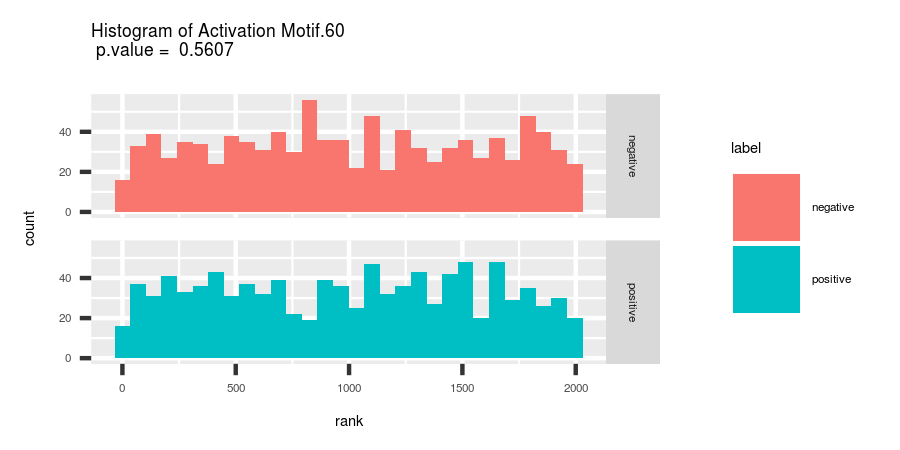 Histogram of Activation Motif.60
p.value = 0.5607
count
40
20
0
negative
40
20
0
positive
0 500 1000 1500 2000
rank
label
negative
positive